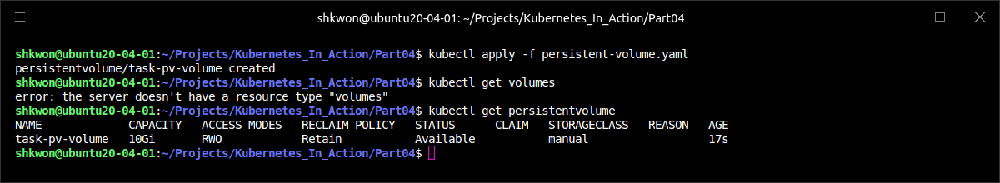 shkwon@ubuntu20-04-01: ~/Projects/Kubernetes_In_Action/Part04
shkwon@ubuntu20-04-01:~/Projects/Kubernetes_In_Action/Part04$ kubectl apply -f persistent-volume.yaml
persistentvolume/task-pv-volume created
shkwon@ubuntu20-04-01:~/Projects/Kubernetes_In_Action/Part04$ kubectl get volumes
error: the server doesn't have a resource type "volumes"
shkwon@ubuntu20-04-01:~/Projects/Kubernetes_In_Action/Part04$ kubectl get persistentvolume
NAME             CAPACITY   ACCESS MODES   RECLAIM POLICY   STATUS      CLAIM   STORAGECLASS   REASON   AGE
task-pv-volume   10Gi       RWO            Retain           Available           manual                  17s
shkwon@ubuntu20-04-01:~/Projects/Kubernetes_In_Action/Part04$